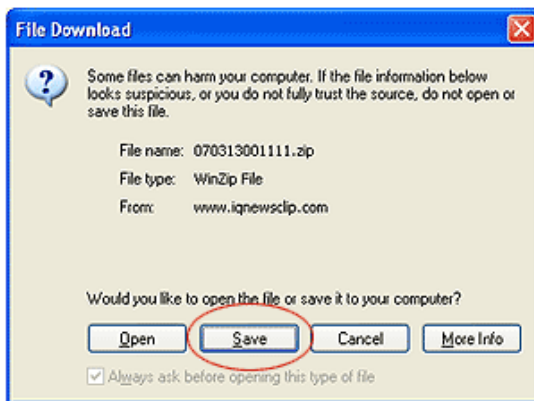 File Download
Some files can harm your computer. If the file information below
looks suspicious, or you do not fully trust the source, do not open or
save this file.
File name: 070313001111.zip
File type: WinZip File
From: www.iqnewsclip.com
Would you like to open the file or save it to your computer?
Open Save Cancel More Info
Always ask before opening this type of file